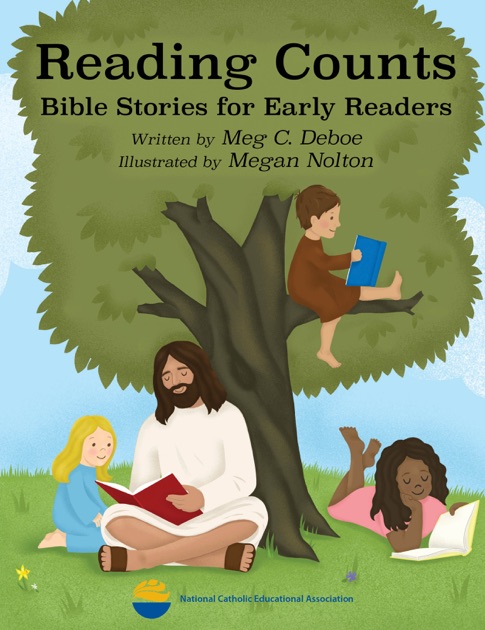 Reading Counts
Bible Stories for Early Readers
Written by Meg C. Deboe
Illustrated by Megan Nolton
National Catholic Educational Association